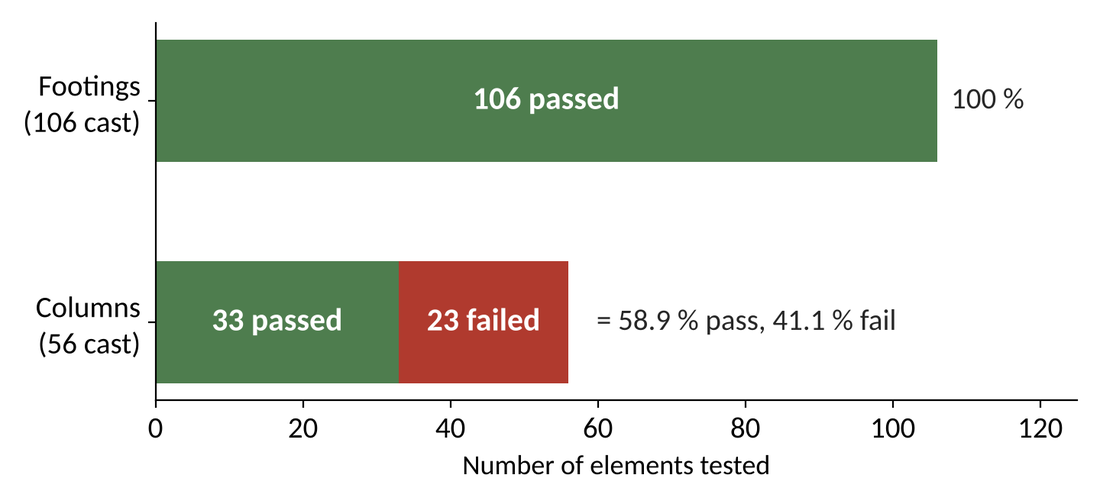 Footings
(106 cast)
106 passed
100 %
Columns
(56 cast)
33 passed
23 failed
= 58.9 % pass, 41.1 % fail
0 20 40 60 80 100 120
Number of elements tested